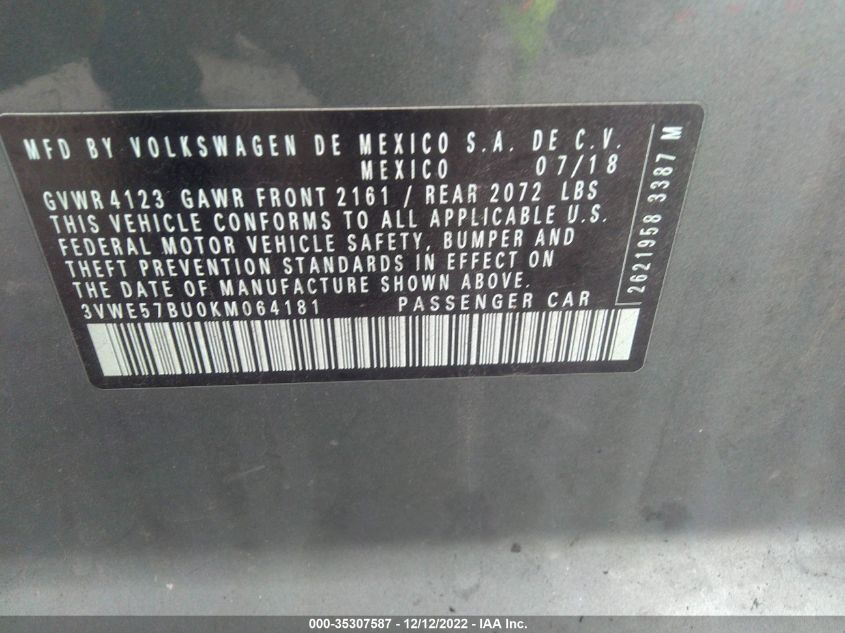 MFD BY VOLKSWAGEN DE MEXICO S.A. DE C.V.
MEXICO 07/18
GVWR 4123 GAWR FRONT 2161 / REAR 2072 LBS
THIS VEHICLE CONFORMS TO ALL APPLICABLE U.S.
FEDERAL MOTOR VEHICLE SAFETY, BUMPER AND
THEFT PREVENTION STANDARDS IN EFFECT ON
THE DATE OF MANUFACTURE SHOWN ABOVE.
3VWE57BU0KM064181 PASSENGER CAR
2621958 3387 M
000-35307587 - 12/12/2022 - IAA Inc.